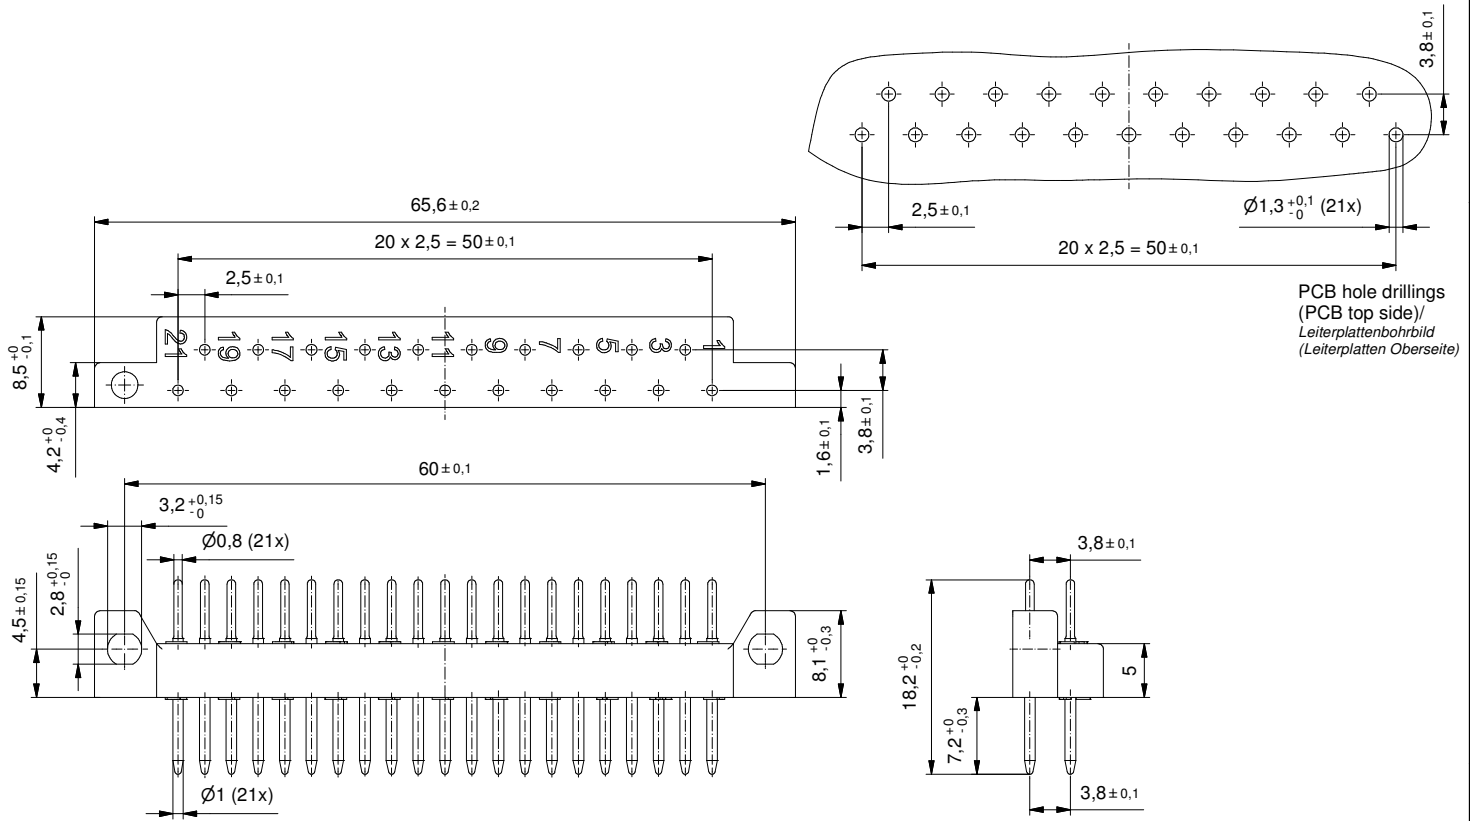 3,8±0,1
2,5±0,1
Ø1,3 +0,1 -0 (21x)
20 x 2,5 = 50±0,1
PCB hole drillings
(PCB top side)/
Leiterplattenbohrbild
(Leiterplatten Oberseite)
65,6±0,2
20 x 2,5 = 50±0,1
2,5±0,1
8,5 +0 -0,1
4,2 +0 -0,4
21 19 17 15 13 11 9 7 5 3 1
1,6±0,1
3,8±0,1
60±0,1
3,2 +0,15 -0
Ø0,8 (21x)
2,8 +0,15 -0
4,5±0,15
8,1 +0 -0,3
Ø1 (21x)
3,8±0,1
18,2 +0 -0,2
5
7,2 +0 -0,3
3,8±0,1